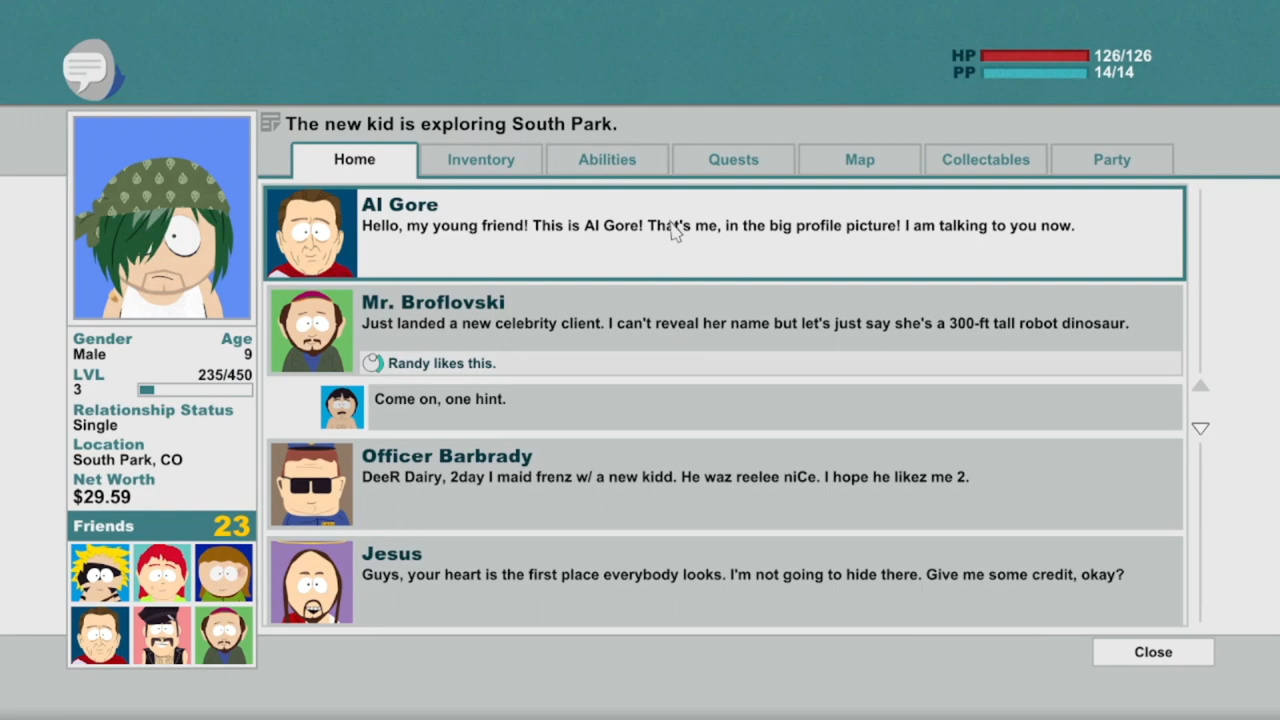 HP 126/126
PP 14/14
The new kid is exploring South Park.
Home Inventory Abilities Quests Map Collectables Party
Gender Age
Male 9
LVL 235/450
3
Relationship Status
Single
Location
South Park, CO
Net Worth
$29.59
Friends 23
Al Gore
Hello, my young friend! This is Al Gore! That's me, in the big profile picture! I am talking to you now.
Mr. Broflovski
Just landed a new celebrity client. I can't reveal her name but let's just say she's a 300-ft tall robot dinosaur.
Randy likes this.
Come on, one hint.
Officer Barbrady
DeeR Dairy, 2day I maid frenz w/ a new kidd. He waz reelee niCe. I hope he likez me 2.
Jesus
Guys, your heart is the first place everybody looks. I'm not going to hide there. Give me some credit, okay?
Close